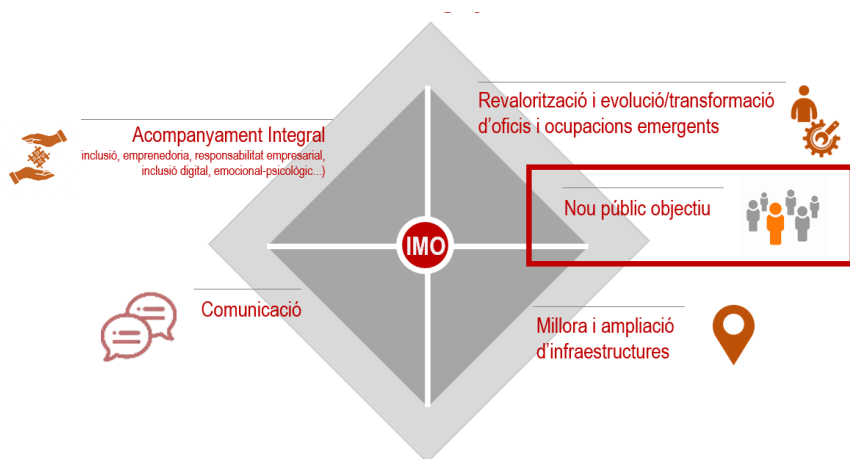 Acompanyament Integral
inclusió, emprenedoria, responsabilitat empresarial,
inclusió digital, emocional-psicològic...)
Revalorització i evolució/transformació
d'oficis i ocupacions emergents
Nou públic objectiu
IMO
Comunicació
Millora i ampliació
d'infraestructures